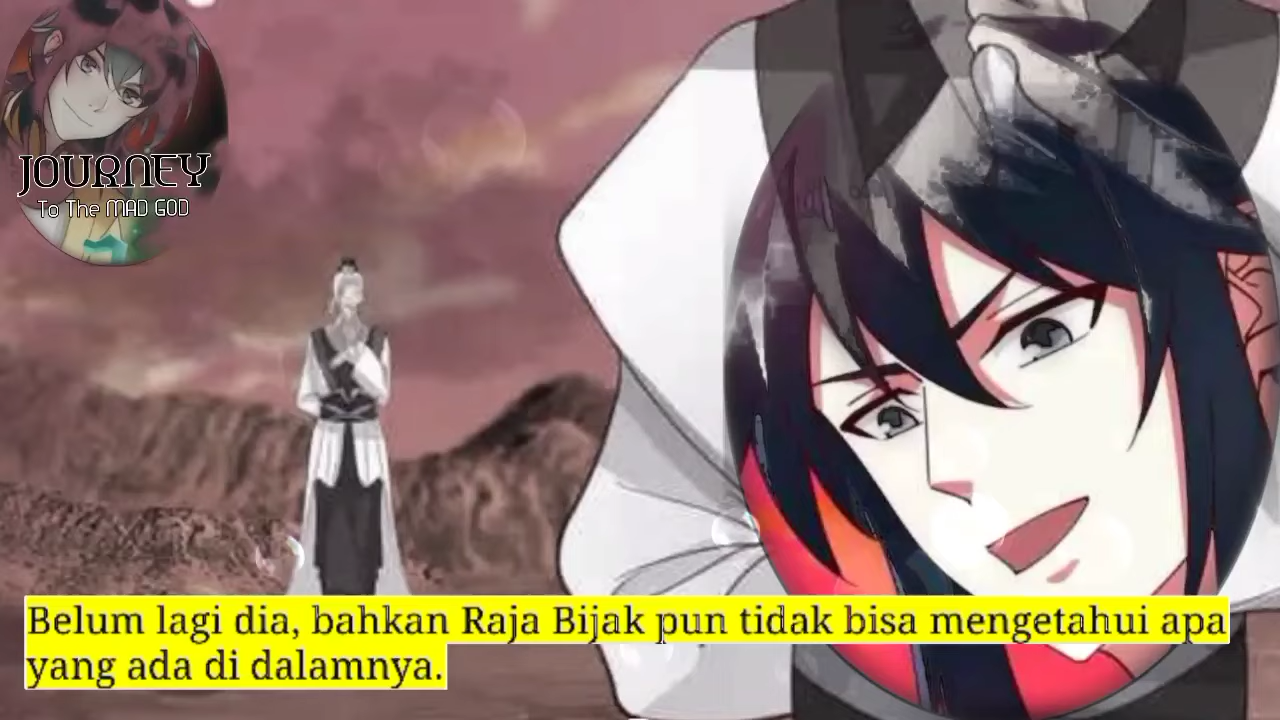 JOURNEY
To The MAD GOD
Belum lagi dia, bahkan Raja Bijak pun tidak bisa mengetahui apa
yang ada di dalamnya.